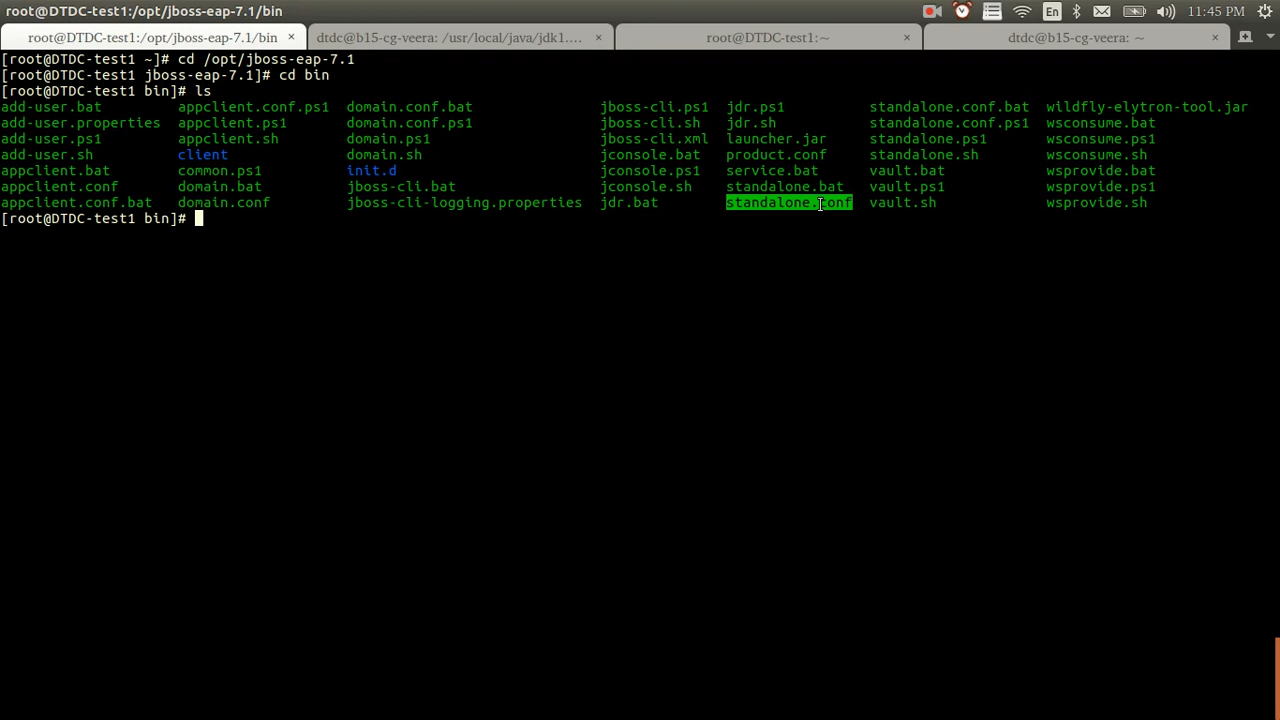 root@DTDC-test1:/opt/jboss-eap-7.1/bin En 11:45 PM
root@DTDC-test1:/opt/jboss-eap-7.1/bin × dtdc@b15-cg-veera: /usr/local/java/jdk1.... × root@DTDC-test1:~ × dtdc@b15-cg-veera: ~ ×
[root@DTDC-test1 ~]# cd /opt/jboss-eap-7.1
[root@DTDC-test1 jboss-eap-7.1]# cd bin
[root@DTDC-test1 bin]# ls
add-user.bat appclient.conf.ps1 domain.conf.bat jboss-cli.ps1 jdr.ps1 standalone.conf.bat wildfly-elytron-tool.jar
add-user.properties appclient.ps1 domain.conf.ps1 jboss-cli.sh jdr.sh standalone.conf.ps1 wsconsume.bat
add-user.ps1 appclient.sh domain.ps1 jboss-cli.xml launcher.jar standalone.ps1 wsconsume.ps1
add-user.sh client domain.sh jconsole.bat product.conf standalone.sh wsconsume.sh
appclient.bat common.ps1 init.d jconsole.ps1 service.bat vault.bat wsprovide.bat
appclient.conf domain.bat jboss-cli.bat jconsole.sh standalone.bat vault.ps1 wsprovide.ps1
appclient.conf.bat domain.conf jboss-cli-logging.properties jdr.bat standalone.conf vault.sh wsprovide.sh
[root@DTDC-test1 bin]#